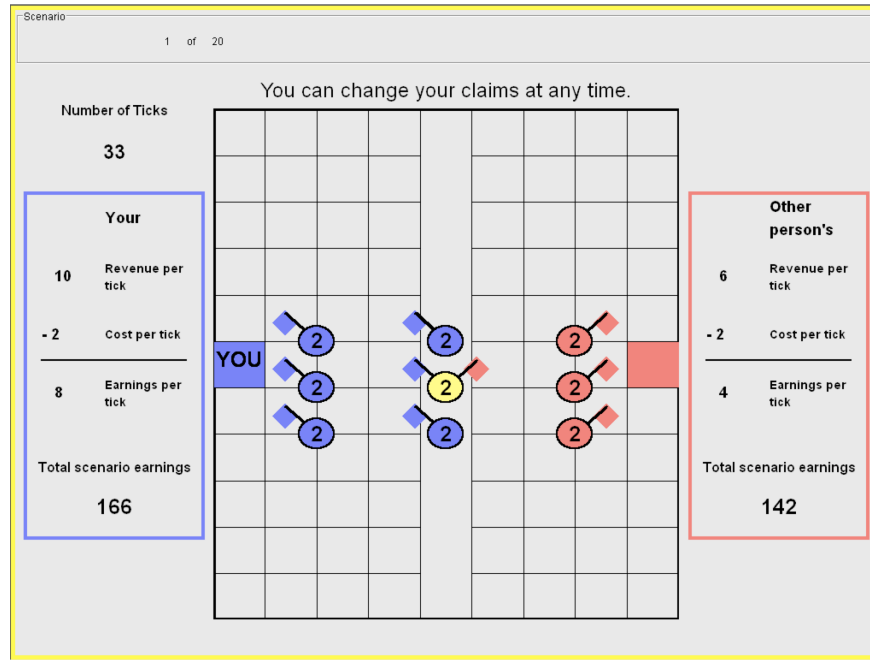 Scenario
1 of 20
You can change your claims at any time.
Number of Ticks
33
Your
10 Revenue per
tick
- 2 Cost per tick
8 Earnings per
tick
Total scenario earnings
166
YOU
2 2 2
2 2 2
2 2 2
Other
person's
6 Revenue per
tick
- 2 Cost per tick
4 Earnings per
tick
Total scenario earnings
142